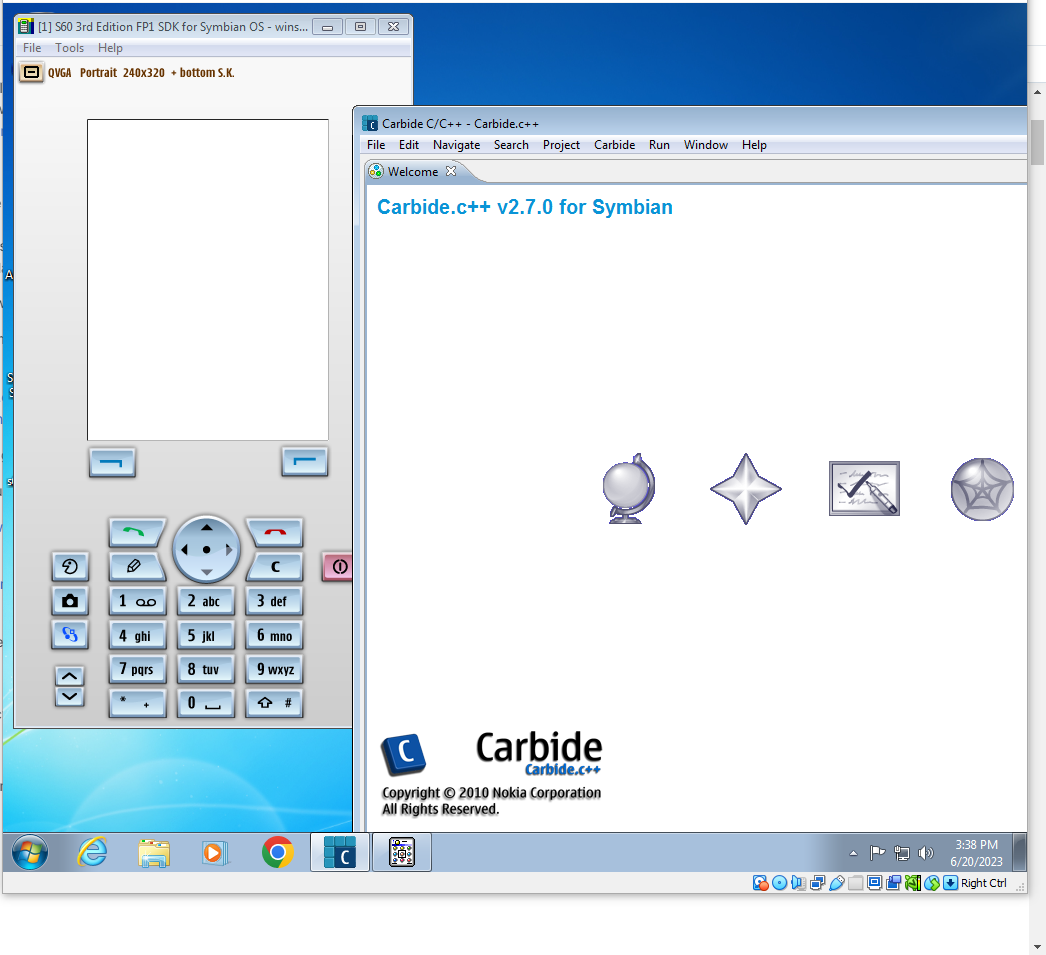 [1] S60 3rd Edition FP1 SDK for Symbian OS - wins...
File Tools Help
QVGA Portrait 240x320 + bottom S.K.
Carbide C/C++ - Carbide.c++
File Edit Navigate Search Project Carbide Run Window Help
Welcome
Carbide.c++ v2.7.0 for Symbian
C
1 2 abc 3 def
4 ghi 5 jkl 6 mno
7 pqrs 8 tuv 9 wxyz
* + 0 #
C
Carbide
Carbide.c++
Copyright © 2010 Nokia Corporation
All Rights Reserved.
C
3:38 PM
6/20/2023
Right Ctrl